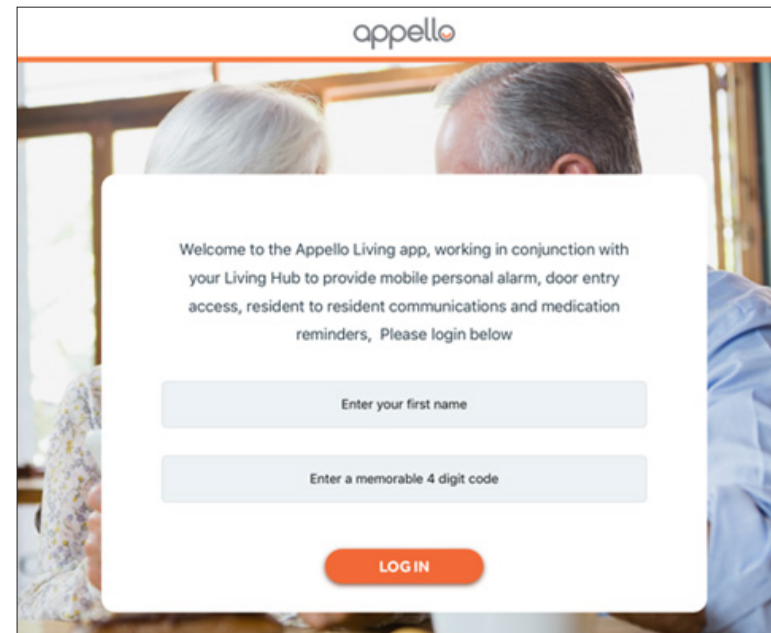 appello
Welcome to the Appello Living app, working in conjunction with
your Living Hub to provide mobile personal alarm, door entry
access, resident to resident communications and medication
reminders,  Please login below
Enter your first name
Enter a memorable 4 digit code
LOG IN